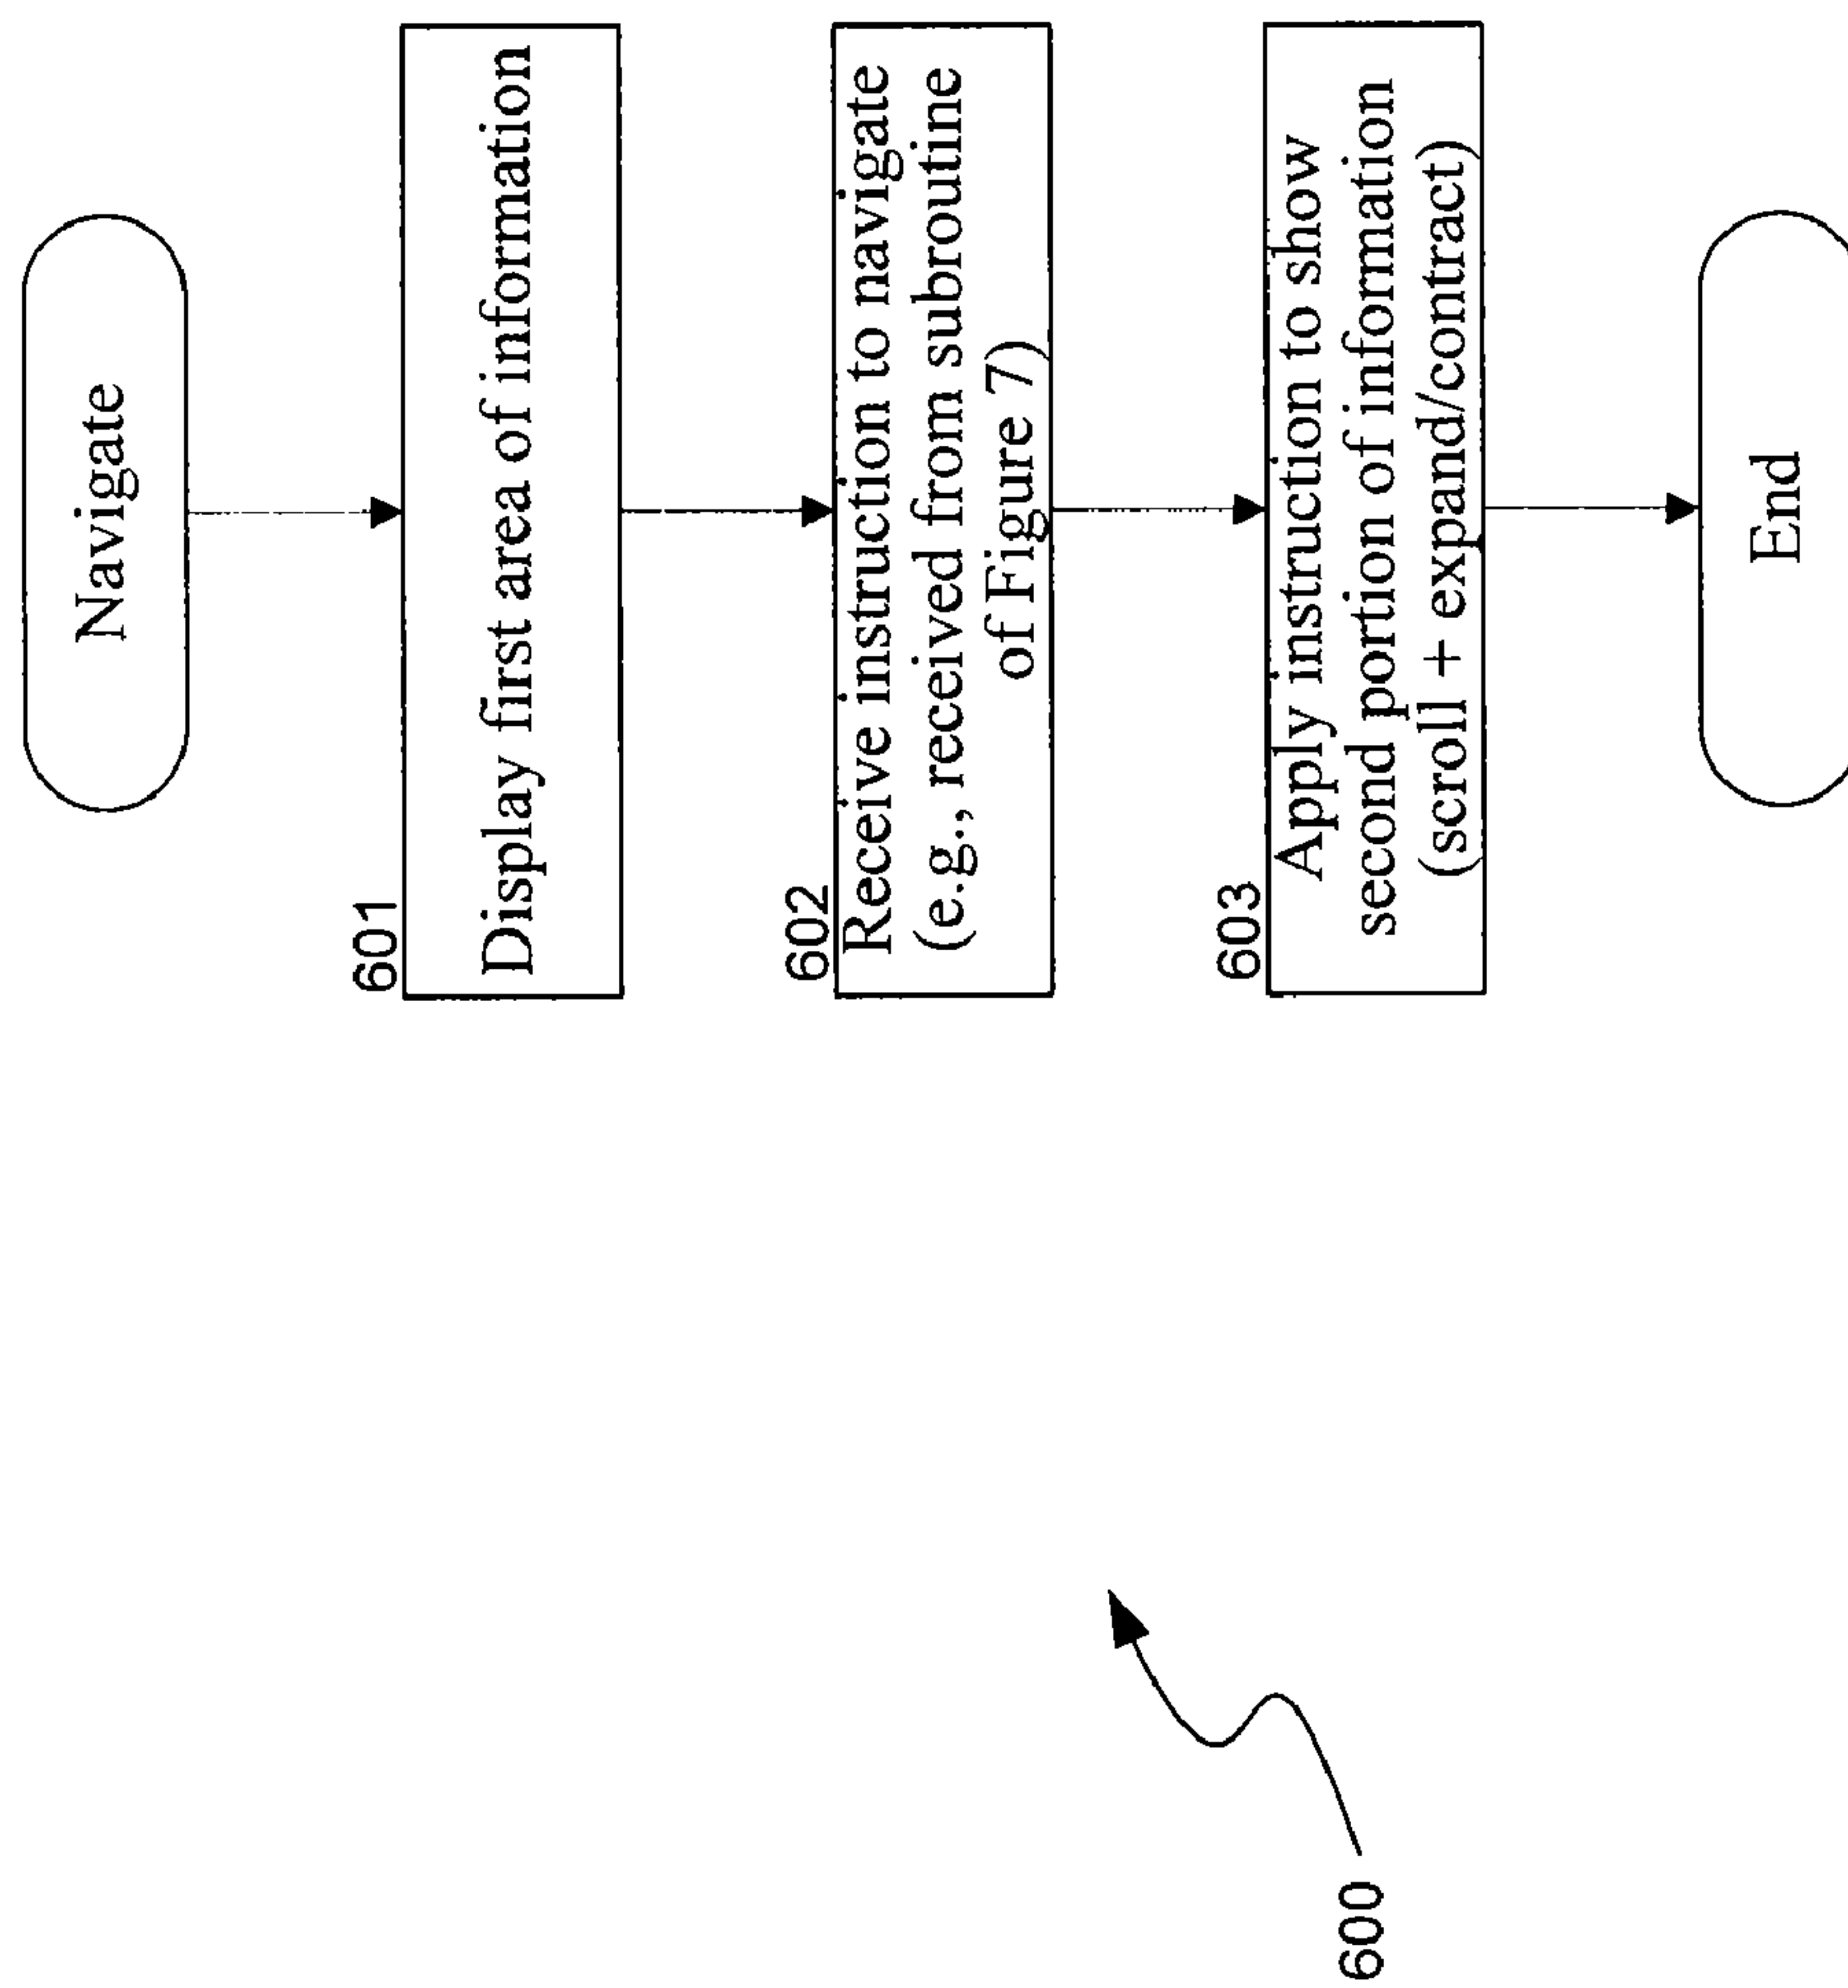 Navigate
601
Display first area of information
602
Receive instruction to navigate
(e.g., received from subroutine
of Figure 7)
603
Apply instruction to show
second portion of information
(scroll + expand/contract)
End
600